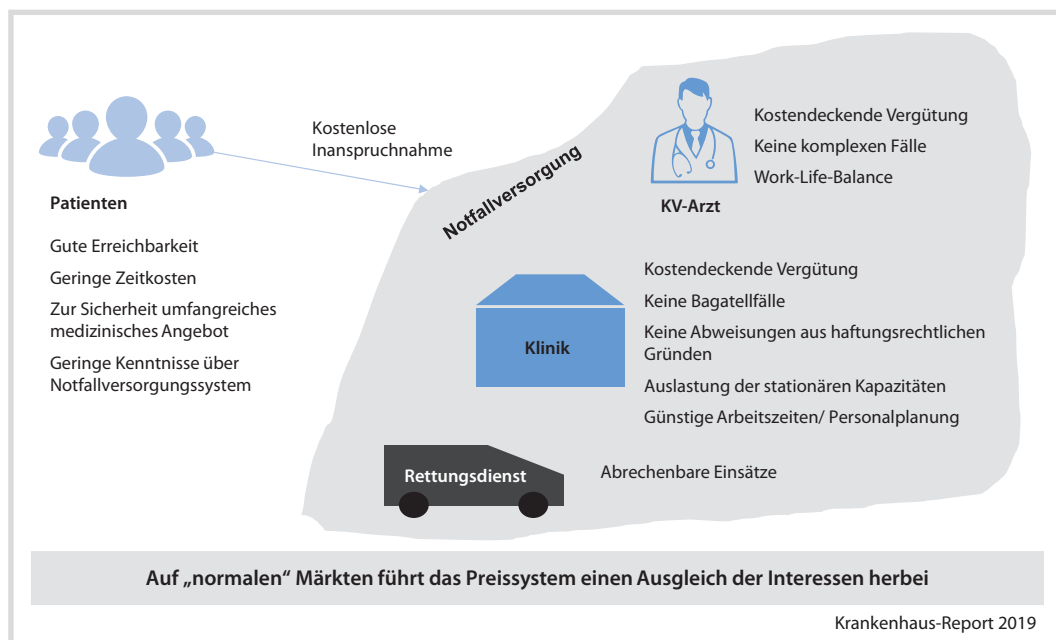 Kostenlose
Inanspruchnahme
Patienten
Gute Erreichbarkeit
Geringe Zeitkosten
Zur Sicherheit umfangreiches
medizinisches Angebot
Geringe Kenntnisse über
Notfallversorgungssystem
Notfallversorgung
KV-Arzt
Kostendeckende Vergütung
Keine komplexen Fälle
Work-Life-Balance
Klinik
Kostendeckende Vergütung
Keine Bagatellfälle
Keine Abweisungen aus haftungsrechtlichen
Gründen
Auslastung der stationären Kapazitäten
Günstige Arbeitszeiten/ Personalplanung
Rettungsdienst
Abrechenbare Einsätze
Auf „normalen“ Märkten führt das Preissystem einen Ausgleich der Interessen herbei
Krankenhaus-Report 2019